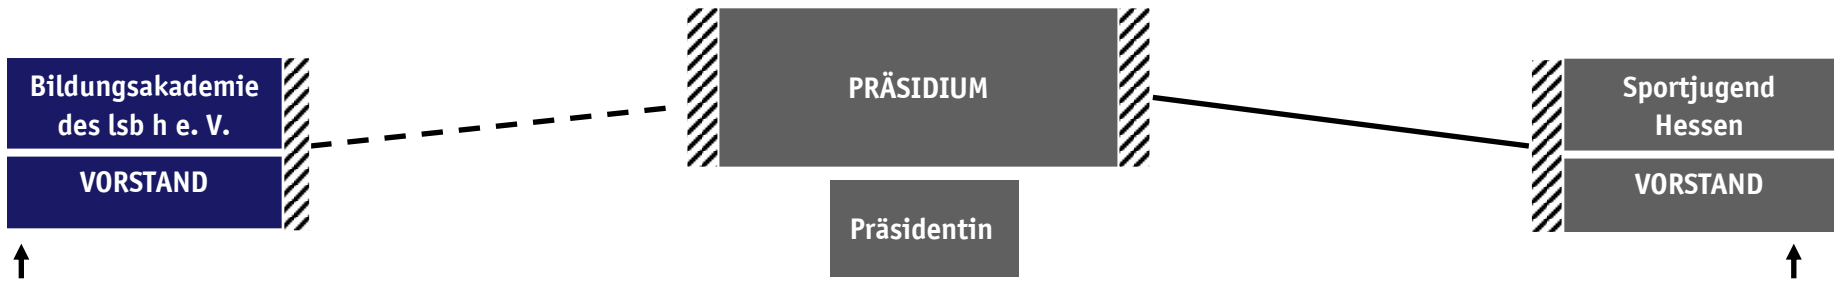 Bildungsakademie
des lsb h e. V.
VORSTAND
PRÄSIDIUM
Präsidentin
Sportjugend
Hessen
VORSTAND